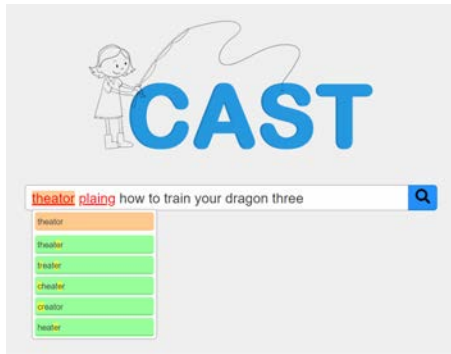 CAST
theator plaing how to train your dragon three
theator
theater
treater
cheater
creator
heater